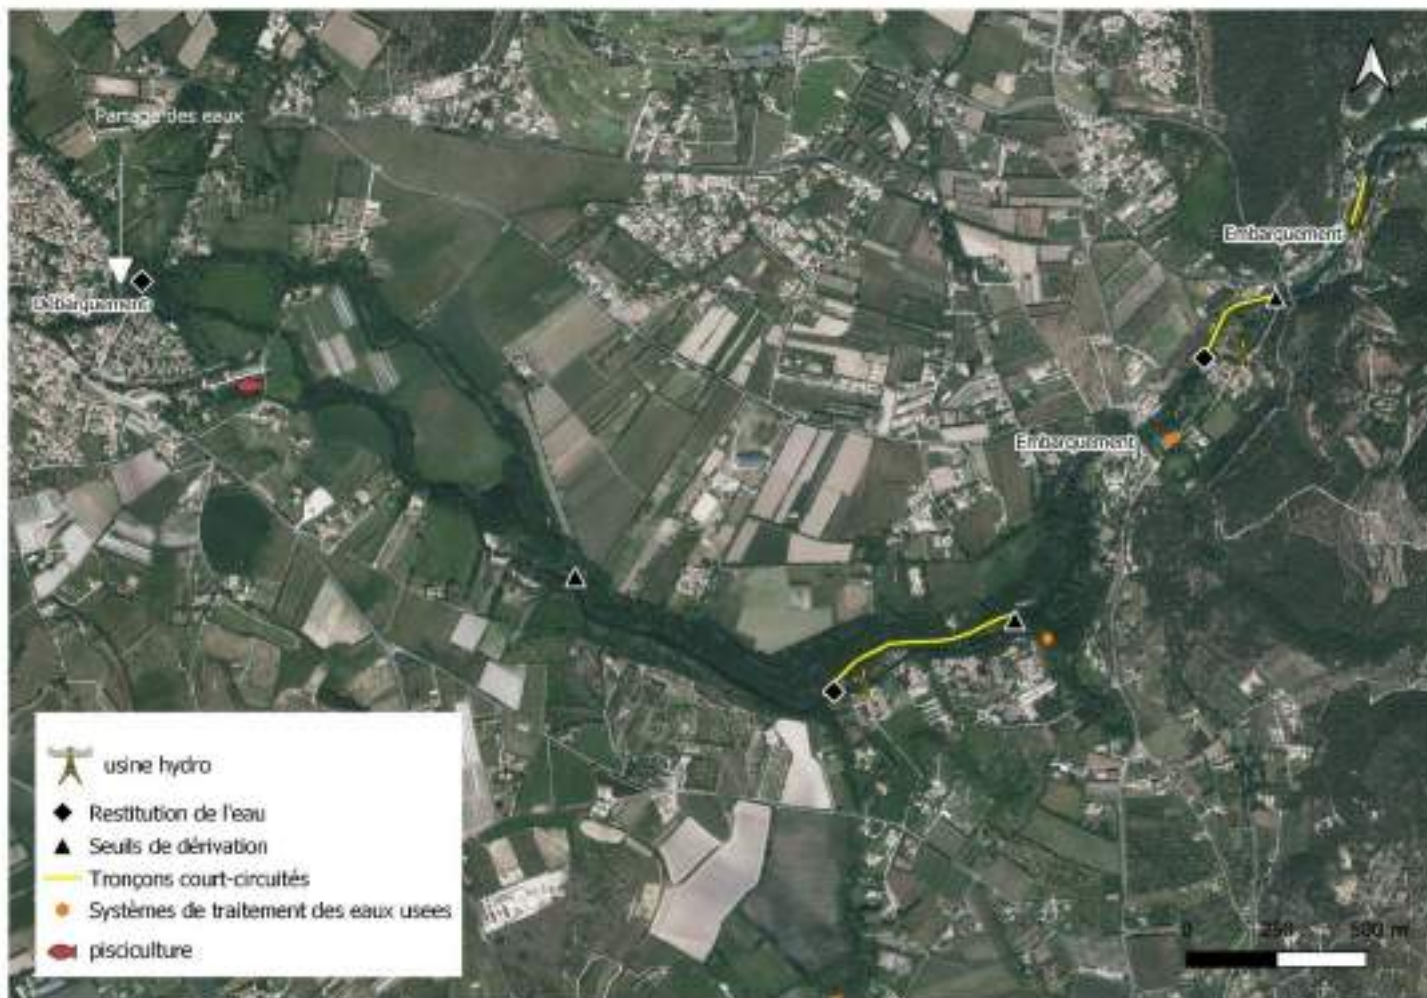 Partage des eaux
Embarquement
Débarquement
Embarquement
usine hydro
Restitution de l'eau
Seuils de dérivation
Tronçons court-circuités
Systèmes de traitement des eaux usees
pisciculture
0 250 500 m